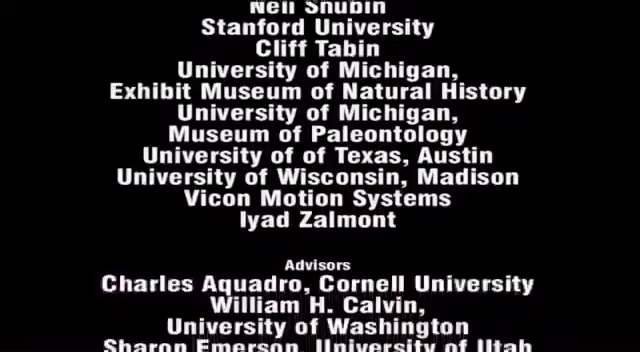 Neil Shubin
Stanford University
Cliff Tabin
University of Michigan,
Exhibit Museum of Natural History
University of Michigan,
Museum of Paleontology
University of of Texas, Austin
University of Wisconsin, Madison
Vicon Motion Systems
Iyad Zalmont
Advisors
Charles Aquadro, Cornell University
William H. Calvin,
University of Washington
Sharon Emerson, University of Utah